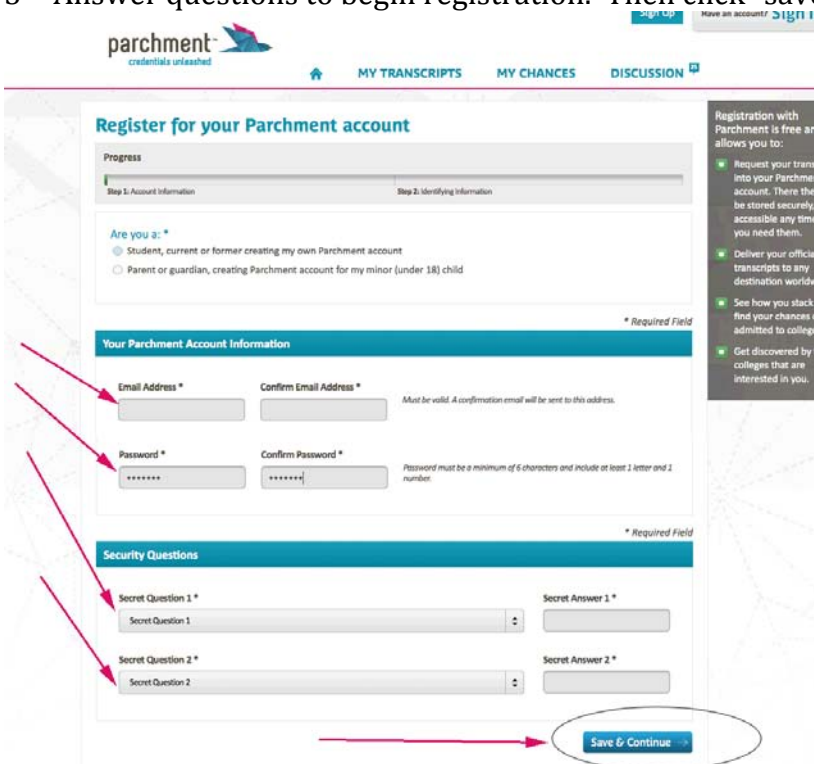 Answer questions to begin registration. Then click "save
Sign Up
Have an account? Sign I
parchment
credentials unleashed
MY TRANSCRIPTS MY CHANCES DISCUSSION
Register for your Parchment account
Progress
Step 1: Account Information Step 2: Identifying Information
Are you a: *
Student, current or former creating my own Parchment account
Parent or guardian, creating Parchment account for my minor (under 18) child
* Required Field
Your Parchment Account Information
Email Address * Confirm Email Address *
Must be valid. A confirmation email will be sent to this address.
Password * Confirm Password *
******* *******
Password must be a minimum of 6 characters and include at least 1 letter and 1
number.
* Required Field
Security Questions
Secret Question 1 * Secret Answer 1 *
Secret Question 1
Secret Question 2 * Secret Answer 2 *
Secret Question 2
Save & Continue
Registration with
Parchment is free an
allows you to:
Request your trans
into your Parchme
account. There the
be stored securely,
accessible any time
you need them.
Deliver your officia
transcripts to any
destination worldw
See how you stack
find your chances
admitted to colleg
Get discovered by
colleges that are
interested in you.